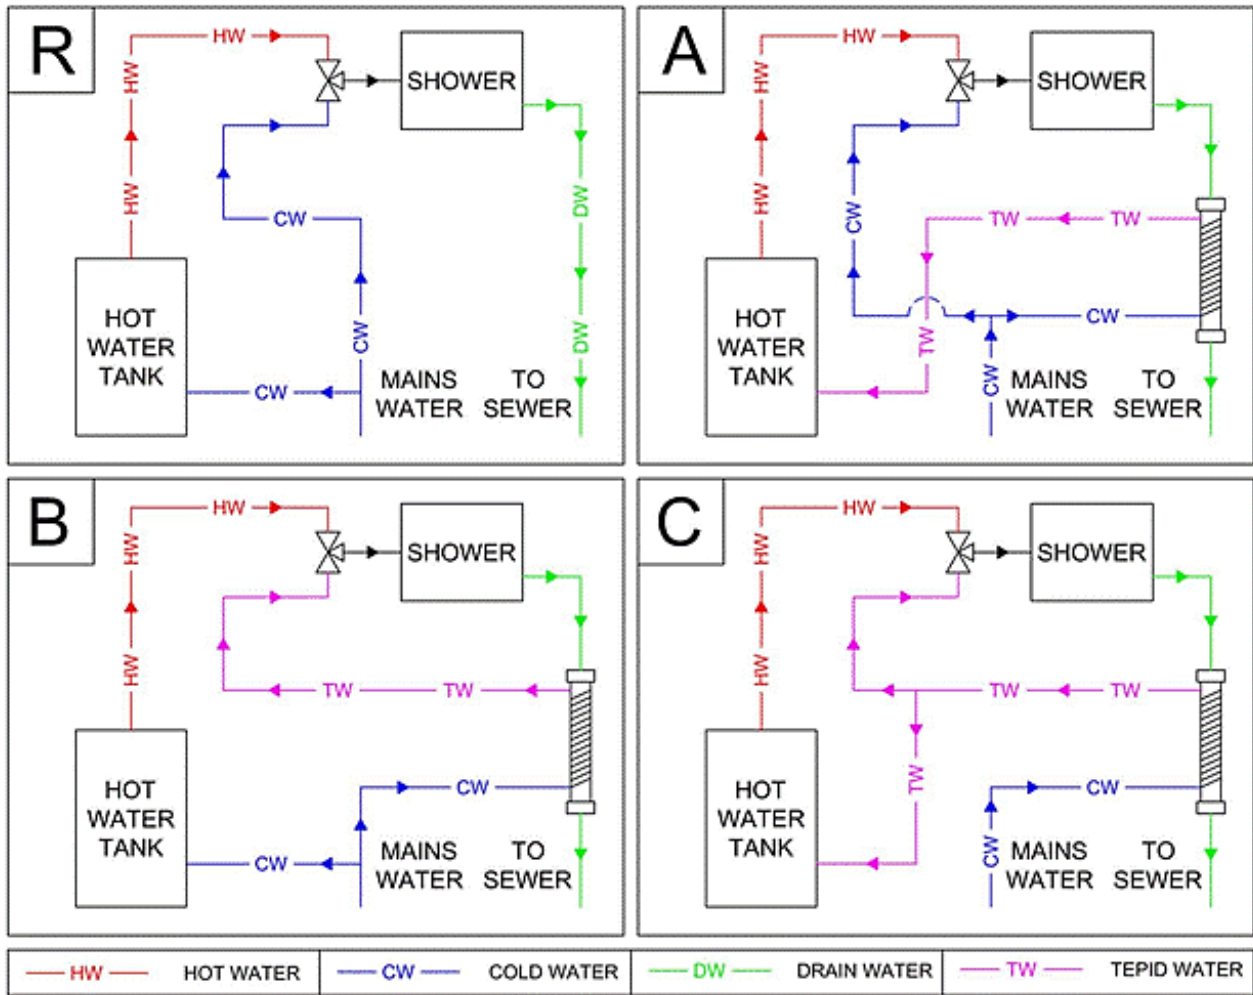 R
HW
HW
HW
SHOWER
DW
DW
CW
CW
CW
HOT
WATER
TANK
MAINS
WATER
TO
SEWER
A
HW
HW
HW
SHOWER
CW
TW
TW
TW
CW
CW
HOT
WATER
TANK
MAINS
WATER
TO
SEWER
B
HW
HW
HW
SHOWER
TW
TW
CW
CW
HOT
WATER
TANK
MAINS
WATER
TO
SEWER
C
HW
HW
HW
SHOWER
TW
TW
TW
CW
CW
HOT
WATER
TANK
MAINS
WATER
TO
SEWER
HW HOT WATER
CW COLD WATER
DW DRAIN WATER
TW TEPID WATER